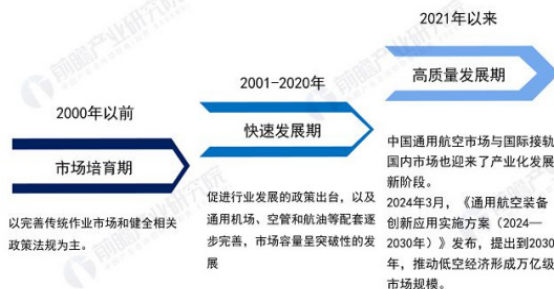 2000年以前
市场培育期
以完善传统作业市场和健全相关
政策法规为主。
2001-2020年
快速发展期
促进行业发展的政策出台，以及
通用机场、空管和航油等配套逐
步完善，市场容量呈突破性的发
展
2021年以来
高质量发展期
中国通用航空市场与国际接轨
国内市场也迎来了产业化发展
新阶段。
2024年3月，《通用航空装备
创新应用实施方案（2024—
2030年）》发布，提出到2030
年，推动低空经济形成万亿级
市场规模。
前瞻产业研究院